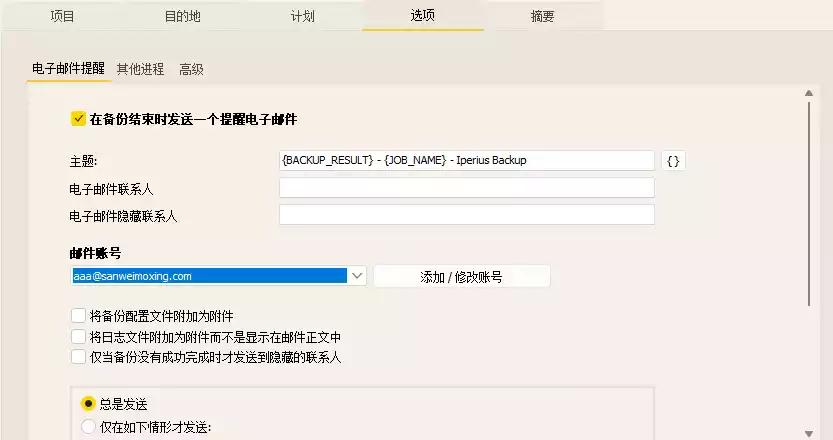 项目 目的地 计划 选项 摘要
电子邮件提醒 其他进程 高级
在备份结束时发送一个提醒电子邮件
主题: {BACKUP_RESULT} - {JOB_NAME} - Iperius Backup {}
电子邮件联系人
电子邮件隐藏联系人
邮件账号
aaa@sanweimoxing.com 添加 / 修改账号
将备份配置文件附加为附件
将日志文件附加为附件而不是显示在邮件正文中
仅当备份没有成功完成时才发送到隐藏的联系人
总是发送
仅在如下情形才发送: